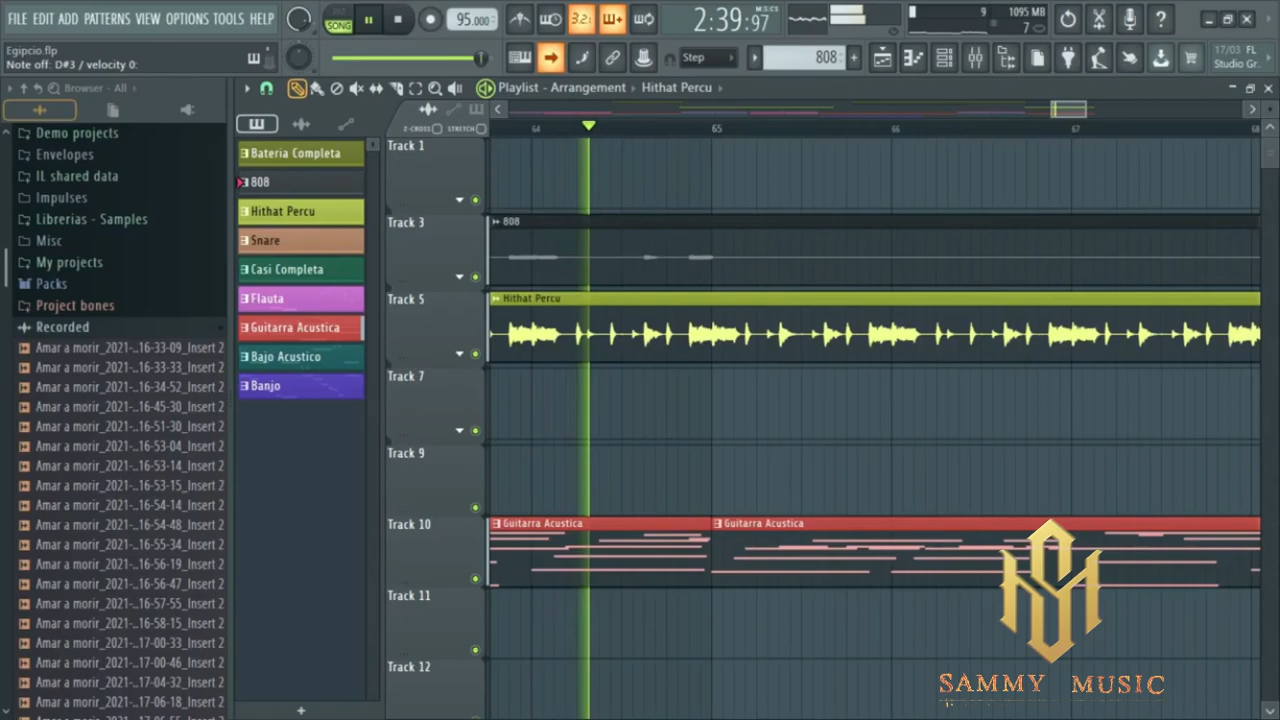 FILE EDIT ADD PATTERNS VIEW OPTIONS TOOLS HELP
PAT
SONG
95.000
3.2:
2:39:97
M:S:CS
9
1095 MB
7
Egipcio.flp
Note off: D#3 / velocity 0:
Step
808
17/03 FL
Studio Gr..
Browser - All
Playlist - Arrangement
Hithat Percu
Z-CROSS
STRETCH
64
65
66
67
68
Demo projects
Envelopes
IL shared data
Impulses
Librerias - Samples
Misc
My projects
Packs
Project bones
Recorded
Amar a morir_2021-..16-33-09_Insert 2
Amar a morir_2021-..16-33-33_Insert 2
Amar a morir_2021-..16-34-52_Insert 2
Amar a morir_2021-..16-45-30_Insert 2
Amar a morir_2021-..16-51-30_Insert 2
Amar a morir_2021-..16-53-04_Insert 2
Amar a morir_2021-..16-53-14_Insert 2
Amar a morir_2021-..16-53-15_Insert 2
Amar a morir_2021-..16-54-14_Insert 2
Amar a morir_2021-..16-54-48_Insert 2
Amar a morir_2021-..16-55-34_Insert 2
Amar a morir_2021-..16-56-19_Insert 2
Amar a morir_2021-..16-56-47_Insert 2
Amar a morir_2021-..16-57-55_Insert 2
Amar a morir_2021-..16-58-15_Insert 2
Amar a morir_2021-..17-00-33_Insert 2
Amar a morir_2021-..17-00-46_Insert 2
Amar a morir_2021-..17-04-32_Insert 2
Amar a morir_2021-..17-06-18_Insert 2
Bateria Completa
808
Hithat Percu
Snare
Casi Completa
Flauta
Guitarra Acustica
Bajo Acustico
Banjo
Track 1
Track 3
808
Track 5
Hithat Percu
Track 7
Track 9
Track 10
Guitarra Acustica
Guitarra Acustica
Track 11
Track 12
SAMMY MUSIC